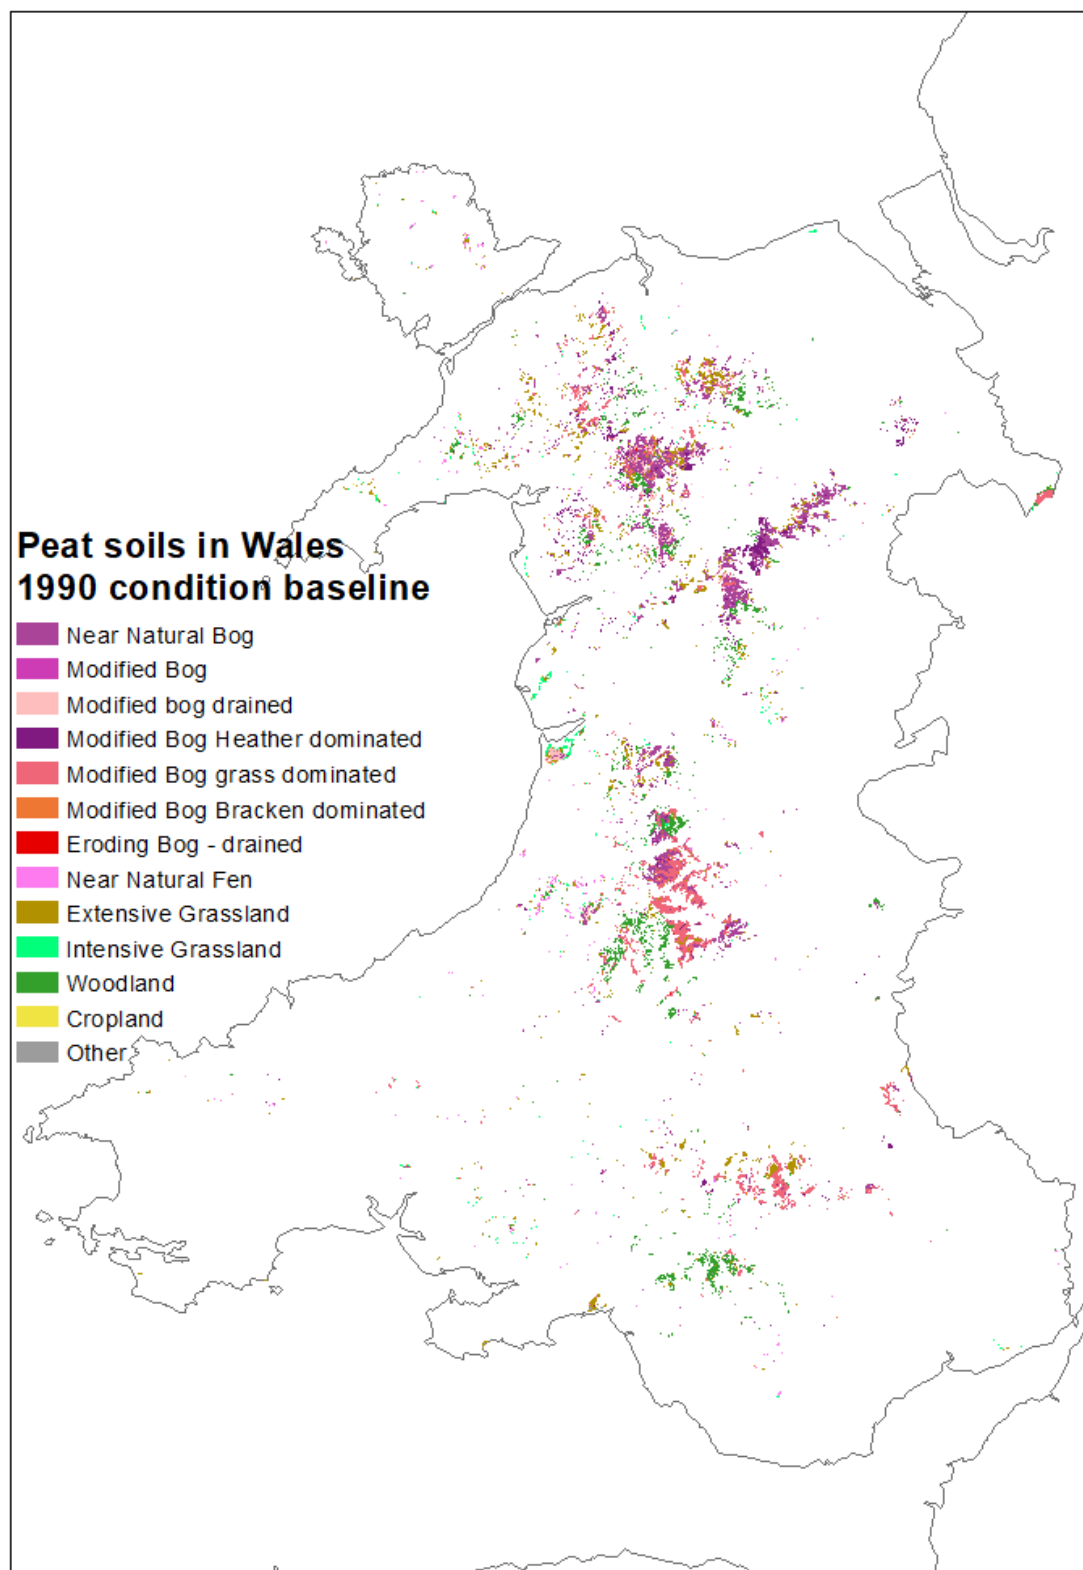 Peat soils in Wales
1990 condition baseline
Near Natural Bog
Modified Bog
Modified bog drained
Modified Bog Heather dominated
Modified Bog grass dominated
Modified Bog Bracken dominated
Eroding Bog - drained
Near Natural Fen
Extensive Grassland
Intensive Grassland
Woodland
Cropland
Other